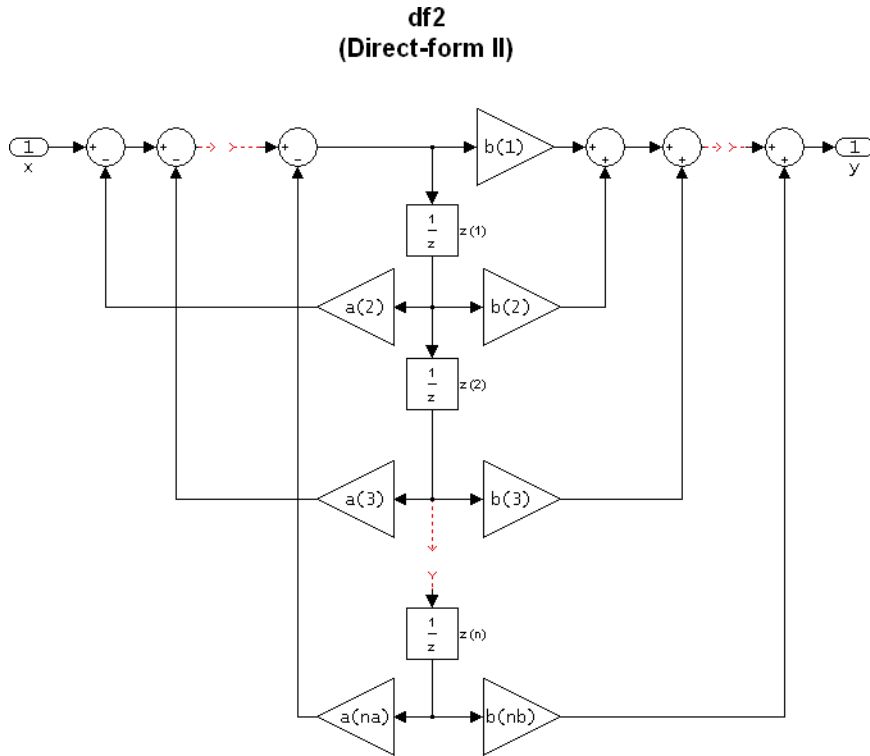 df2
(Direct-form II)
1
x
+
−
+
−
+
−
b(1)
+
+
+
+
+
+
1
y
1
z
z(1)
a(2)
b(2)
1
z
z(2)
a(3)
b(3)
1
z
z(n)
a(na)
b(nb)